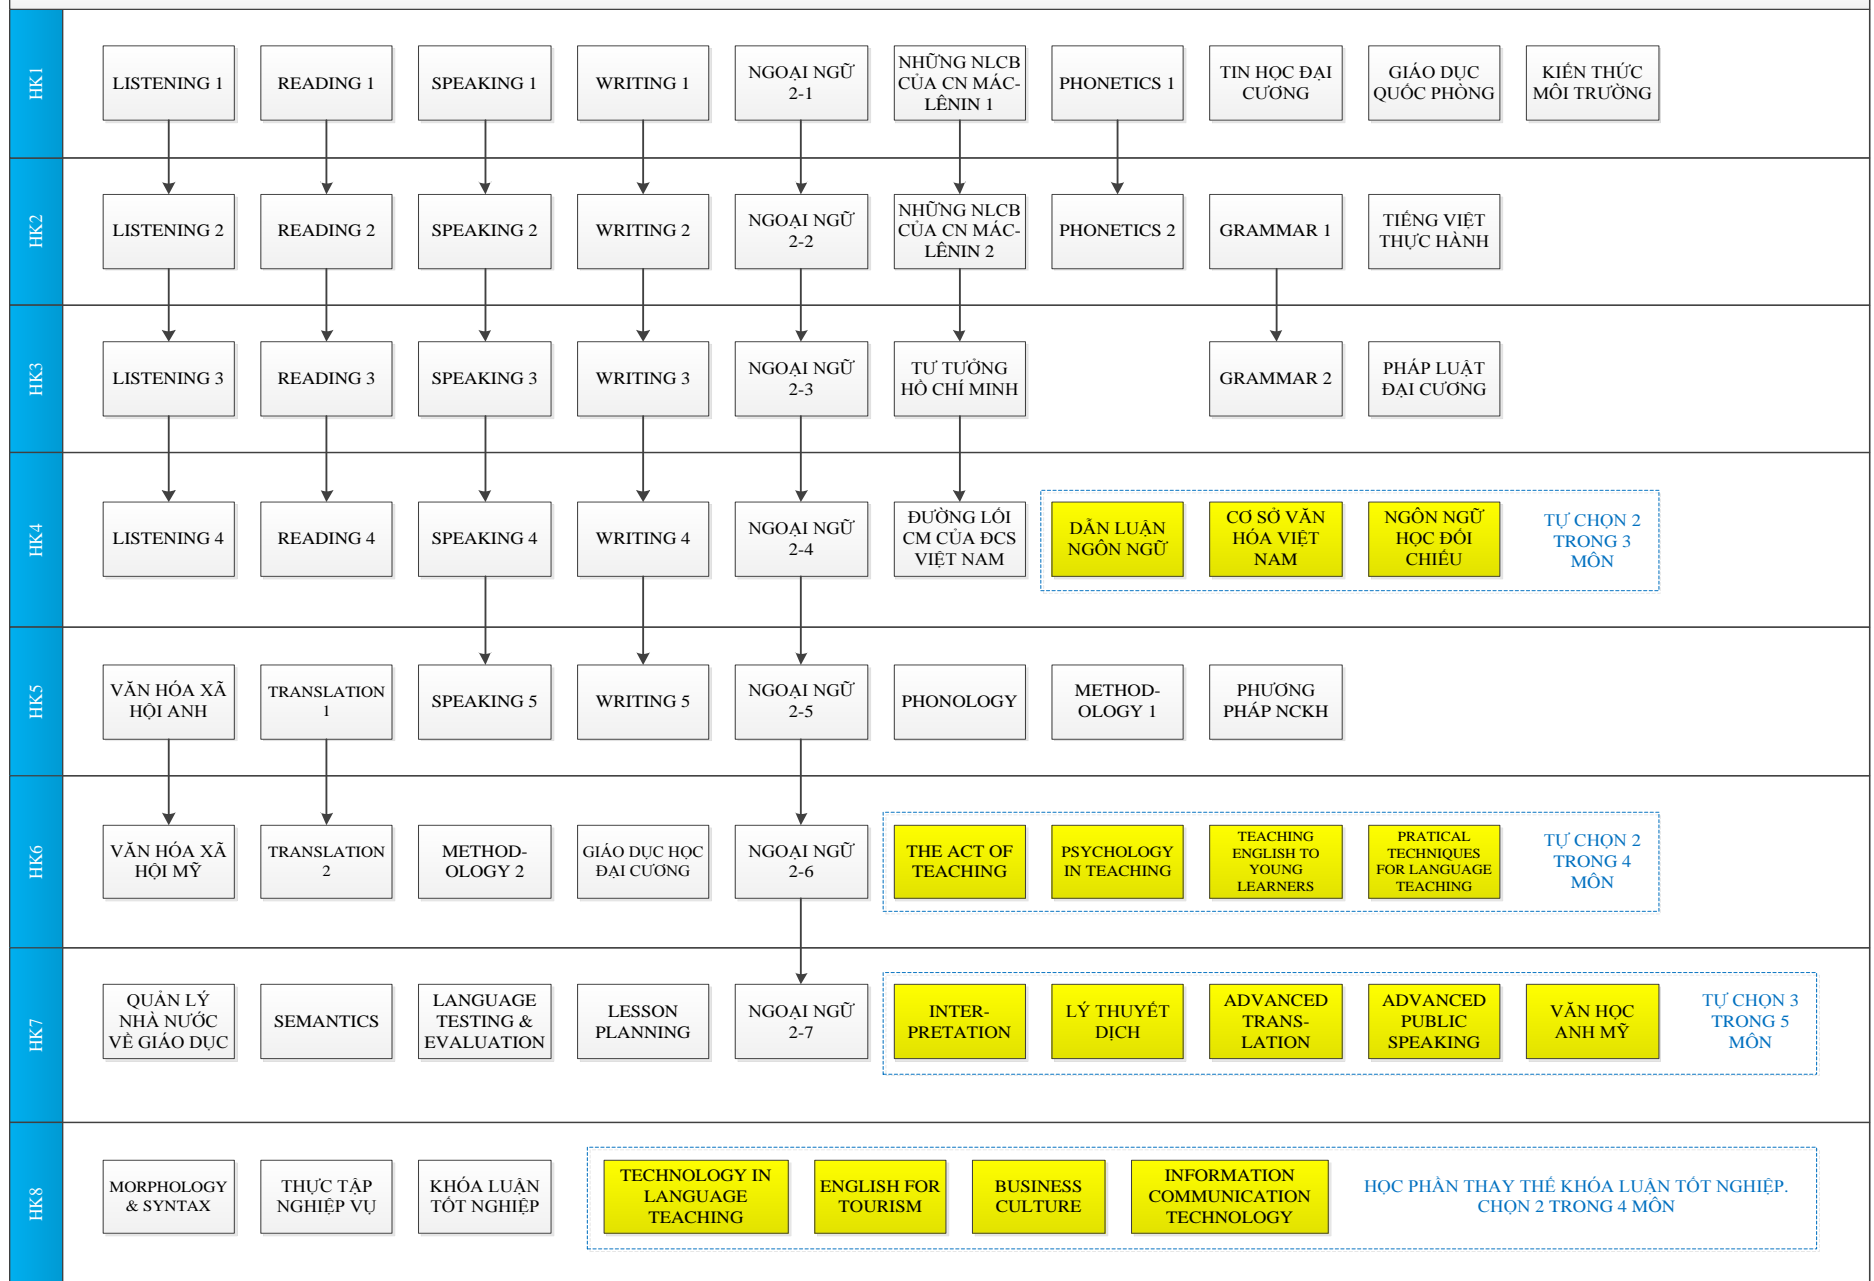 HK1
LISTENING 1
READING 1
SPEAKING 1
WRITING 1
NGOẠI NGỮ
2-1
NHỮNG NLCB
CỦA CN MÁC-
LÊNIN 1
PHONETICS 1
TIN HỌC ĐẠI
CƯƠNG
GIÁO DỤC
QUỐC PHÒNG
KIẾN THỨC
MÔI TRƯỜNG
HK2
LISTENING 2
READING 2
SPEAKING 2
WRITING 2
NGOẠI NGỮ
2-2
NHỮNG NLCB
CỦA CN MÁC-
LÊNIN 2
PHONETICS 2
GRAMMAR 1
TIẾNG VIỆT
THỰC HÀNH
HK3
LISTENING 3
READING 3
SPEAKING 3
WRITING 3
NGOẠI NGỮ
2-3
TƯ TƯỞNG
HỒ CHÍ MINH
GRAMMAR 2
PHÁP LUẬT
ĐẠI CƯƠNG
HK4
LISTENING 4
READING 4
SPEAKING 4
WRITING 4
NGOẠI NGỮ
2-4
ĐƯỜNG LỐI
CM CỦA ĐCS
VIỆT NAM
DẪN LUẬN
NGÔN NGỮ
CƠ SỞ VĂN
HÓA VIỆT
NAM
NGÔN NGỮ
HỌC ĐỐI
CHIẾU
TỰ CHỌN 2
TRONG 3
MÔN
HK5
VĂN HÓA XÃ
HỘI ANH
TRANSLATION
1
SPEAKING 5
WRITING 5
NGOẠI NGỮ
2-5
PHONOLOGY
METHOD-
OLOGY 1
PHƯƠNG
PHÁP NCKH
HK6
VĂN HÓA XÃ
HỘI MỸ
TRANSLATION
2
METHOD-
OLOGY 2
GIÁO DỤC HỌC
ĐẠI CƯƠNG
NGOẠI NGỮ
2-6
THE ACT OF
TEACHING
PSYCHOLOGY
IN TEACHING
TEACHING
ENGLISH TO
YOUNG
LEARNERS
PRATICAL
TECHNIQUES
FOR LANGUAGE
TEACHING
TỰ CHỌN 2
TRONG 4
MÔN
HK7
QUẢN LÝ
NHÀ NƯỚC
VỀ GIÁO DỤC
SEMANTICS
LANGUAGE
TESTING &
EVALUATION
LESSON
PLANNING
NGOẠI NGỮ
2-7
INTER-
PRETATION
LÝ THUYẾT
DỊCH
ADVANCED
TRANS-
LATION
ADVANCED
PUBLIC
SPEAKING
VĂN HỌC
ANH MỸ
TỰ CHỌN 3
TRONG 5
MÔN
HK8
MORPHOLOGY
& SYNTAX
THỰC TẬP
NGHIỆP VỤ
KHÓA LUẬN
TỐT NGHIỆP
TECHNOLOGY IN
LANGUAGE
TEACHING
ENGLISH FOR
TOURISM
BUSINESS
CULTURE
INFORMATION
COMMUNICATION
TECHNOLOGY
HỌC PHẦN THAY THẾ KHÓA LUẬN TỐT NGHIỆP.
CHỌN 2 TRONG 4 MÔN